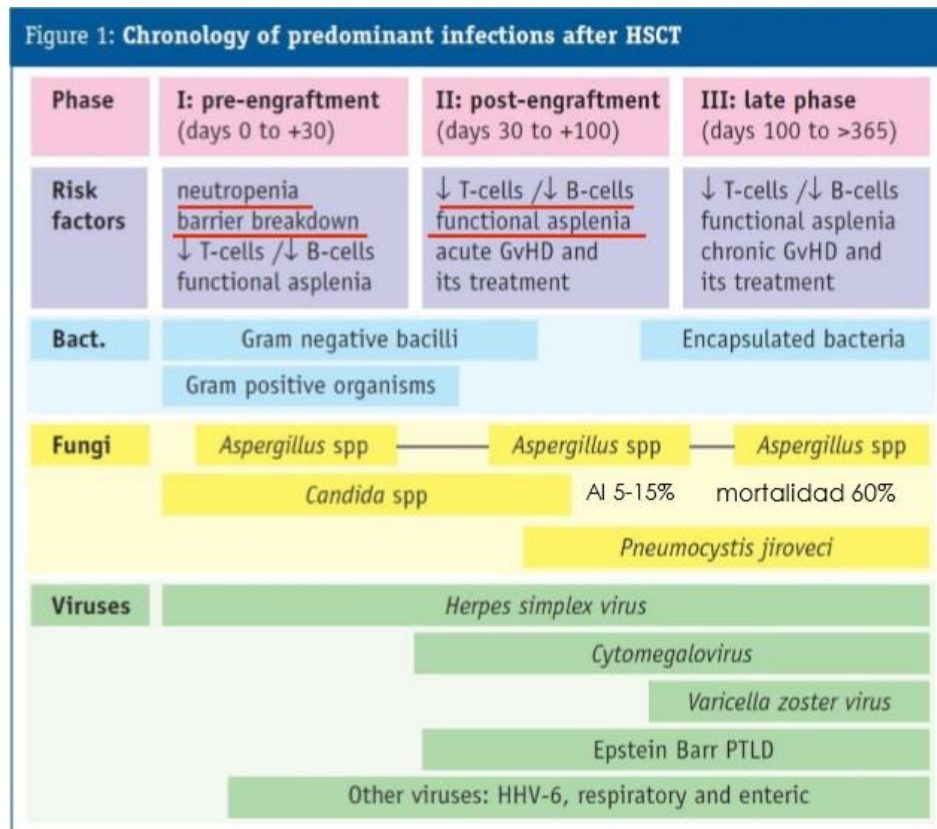 Figure 1: Chronology of predominant infections after HSCT
Phase
I: pre-engraftment
(days 0 to +30)
II: post-engraftment
(days 30 to +100)
III: late phase
(days 100 to >365)
Risk
factors
neutropenia
barrier breakdown
↓ T-cells /↓ B-cells
functional asplenia
↓ T-cells /↓ B-cells
functional asplenia
acute GvHD and
its treatment
↓ T-cells /↓ B-cells
functional asplenia
chronic GvHD and
its treatment
Bact.
Gram negative bacilli
Encapsulated bacteria
Gram positive organisms
Fungi
Aspergillus spp
Aspergillus spp
Aspergillus spp
Candida spp
AI 5-15%
mortalidad 60%
Pneumocystis jiroveci
Viruses
Herpes simplex virus
Cytomegalovirus
Varicella zoster virus
Epstein Barr PTLD
Other viruses: HHV-6, respiratory and enteric